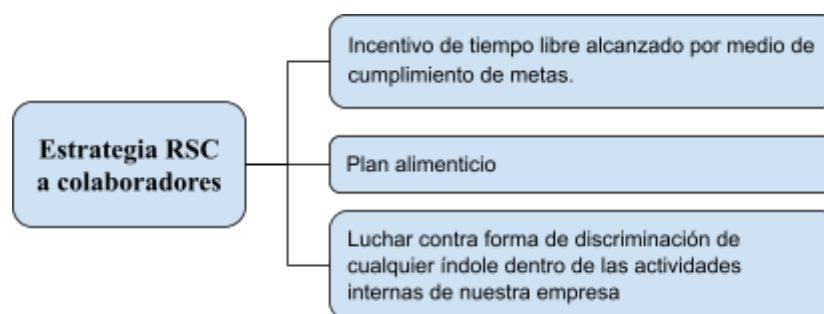 Estrategia RSC
a colaboradores
Incentivo de tiempo libre alcanzado por medio de
cumplimiento de metas.
Plan alimenticio
Luchar contra forma de discriminación de
cualquier índole dentro de las actividades
internas de nuestra empresa